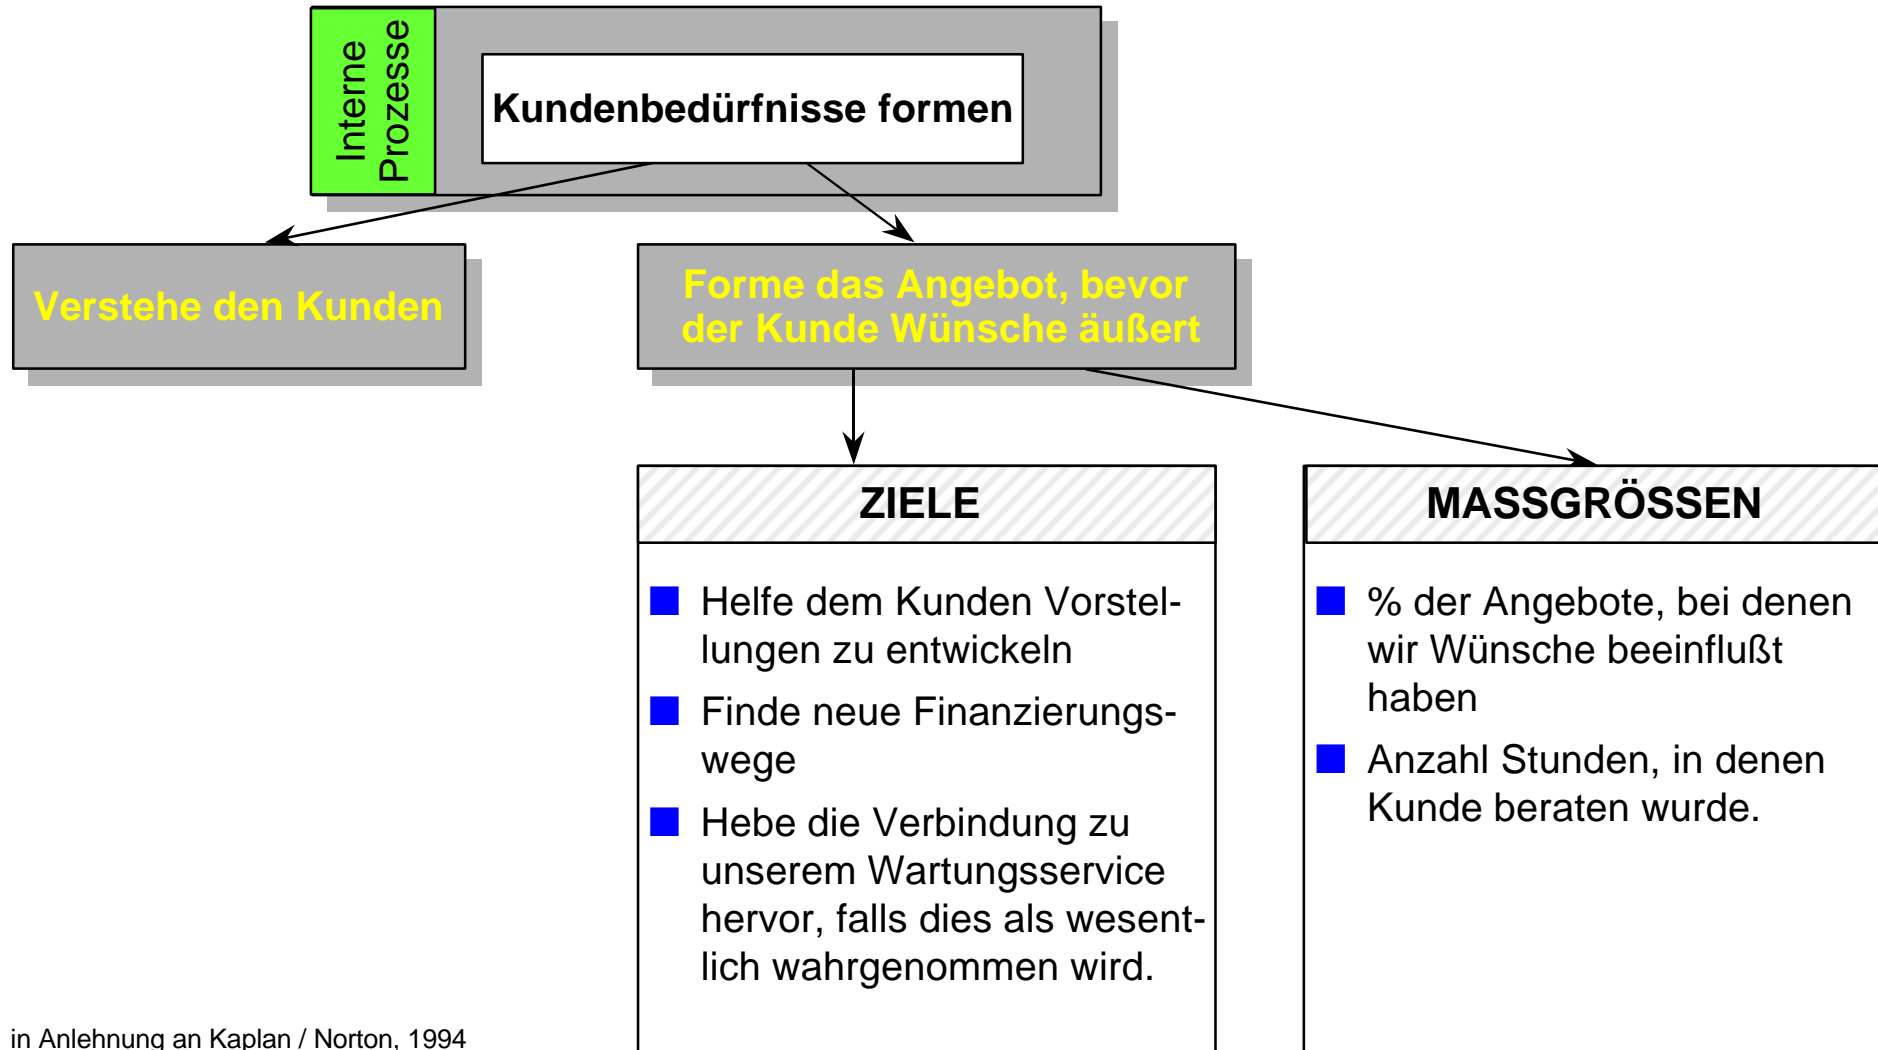 Interne
Prozesse
Kundenbedürfnisse formen
Verstehe den Kunden
Forme das Angebot, bevor
der Kunde Wünsche äußert
ZIELE
Helfe dem Kunden Vorstel-
lungen zu entwickeln
Finde neue Finanzierungs-
wege
Hebe die Verbindung zu
unserem Wartungsservice
hervor, falls dies als wesent-
lich wahrgenommen wird.
MASSGRÖSSEN
% der Angebote, bei denen
wir Wünsche beeinflußt
haben
Anzahl Stunden, in denen
Kunde beraten wurde.
in Anlehnung an Kaplan / Norton, 1994